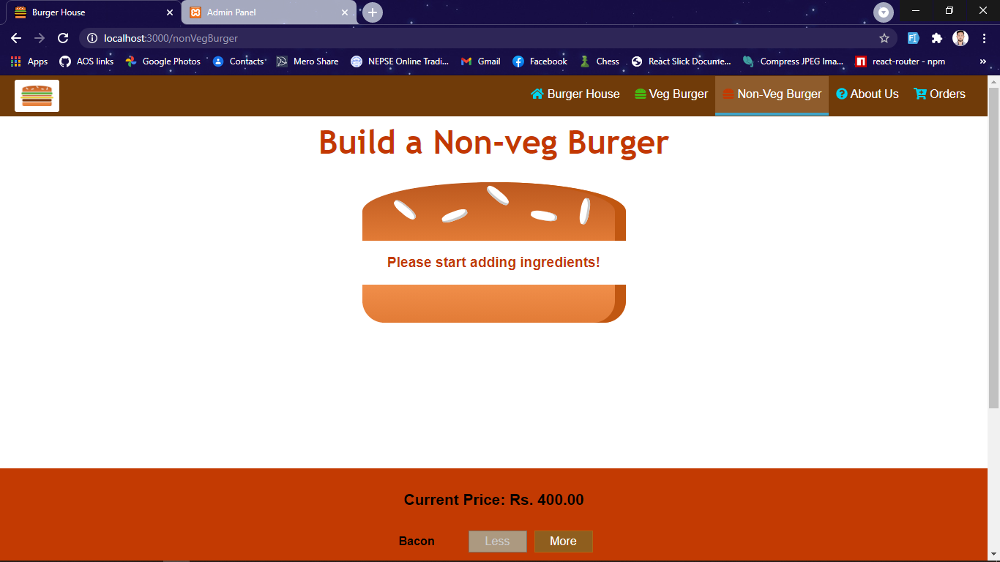 Burger House
Admin Panel
localhost:3000/nonVegBurger
Apps AOS links Google Photos Contacts Mero Share NEPSE Online Tradi... Gmail Facebook Chess React Slick Docume... Compress JPEG Ima... react-router - npm »
Burger House Veg Burger Non-Veg Burger About Us Orders
Build a Non-veg Burger
Please start adding ingredients!
Current Price: Rs. 400.00
Bacon Less More